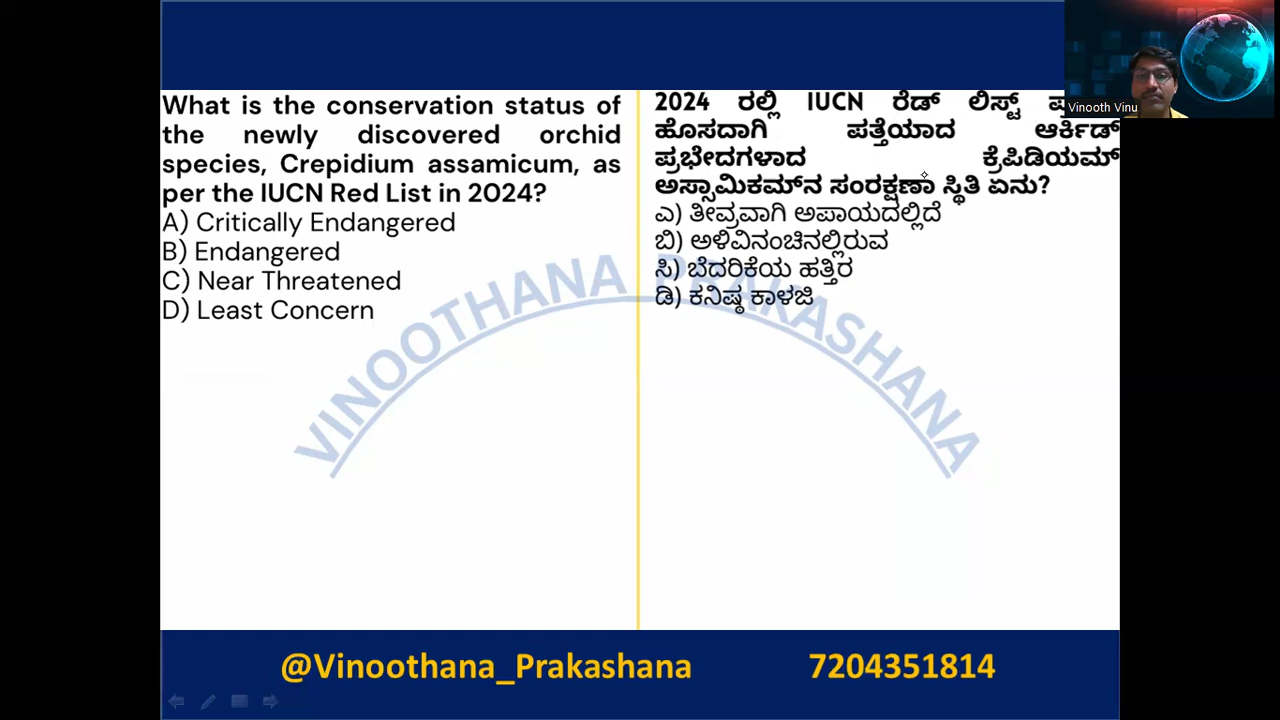 Vinooth Vinu
What is the conservation status of
the newly discovered orchid
species, Crepidium assamicum, as
per the IUCN Red List in 2024?
A) Critically Endangered
B) Endangered
C) Near Threatened
D) Least Concern
2024 ರಲ್ಲಿ IUCN ರೆಡ್ ಲಿಸ್ಟ್
ಹೊಸದಾಗಿ ಪತ್ತೆಯಾದ ಆರ್ಕಿಡ್
ಪ್ರಭೇದಗಳಾದ ಕ್ರೆಪಿಡಿಯಮ್
ಅಸ್ಸಾಮಿಕಮ್‌ನ ಸಂರಕ್ಷಣಾ ಸ್ಥಿತಿ ಏನು?
ಎ) ತೀವ್ರವಾಗಿ ಅಪಾಯದಲ್ಲಿದೆ
ಬಿ) ಅಳಿವಿನಂಚಿನಲ್ಲಿರುವ
ಸಿ) ಬೆದರಿಕೆಯ ಹತ್ತಿರ
ಡಿ) ಕನಿಷ್ಠ ಕಾಳಜಿ
VINOOTHANA PRAKASHANA
@Vinoothana_Prakashana 7204351814